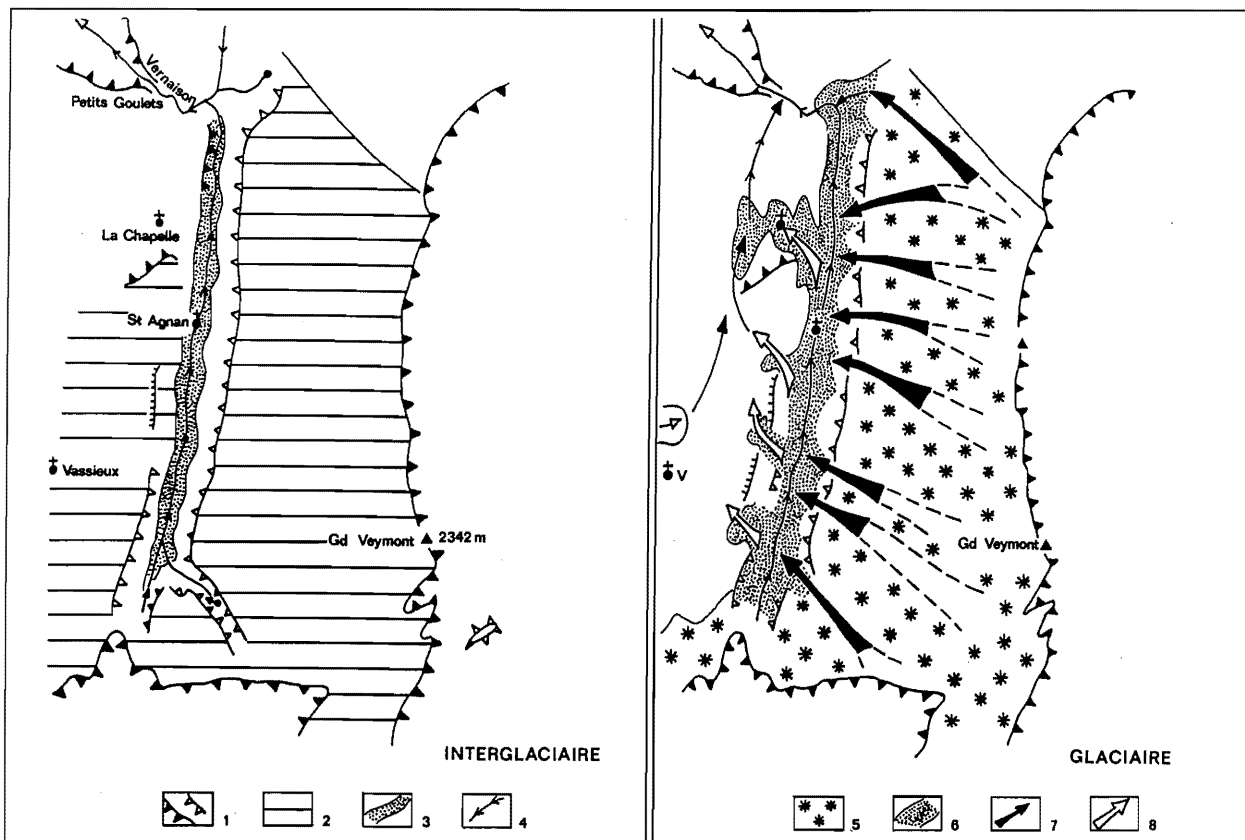 Vernaison
Petits Goulets
La Chapelle
St Agnan
Vassieux
Gd Veymont 2342 m
INTERGLACIAIRE
1 2 3 4
V
Gd Veymont
GLACIAIRE
5 6 7 8